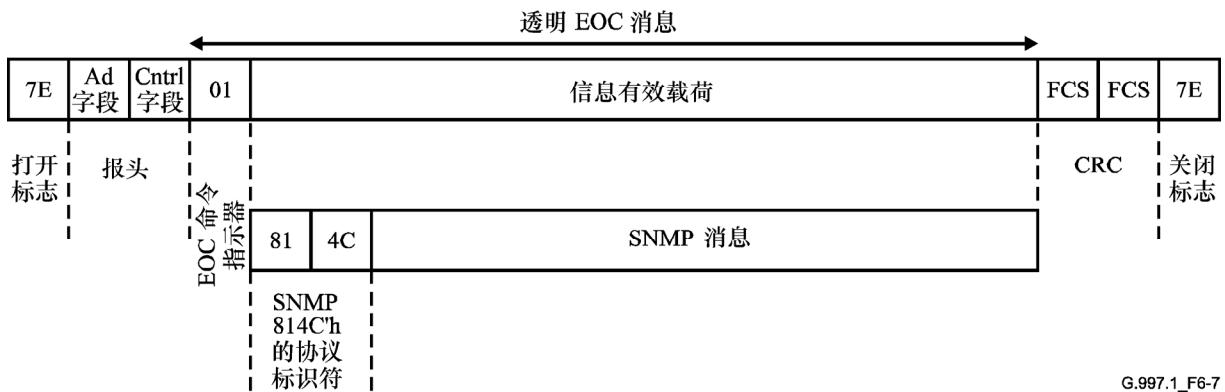 透明 EOC 消息
7E
Ad
字段
Cntrl
字段
01
信息有效载荷
FCS
FCS
7E
打开
标志
报头
EOC 命令
指示器
CRC
关闭
标志
81
4C
SNMP 消息
SNMP
814C'h
的协议
标识符
G.997.1_F6-7